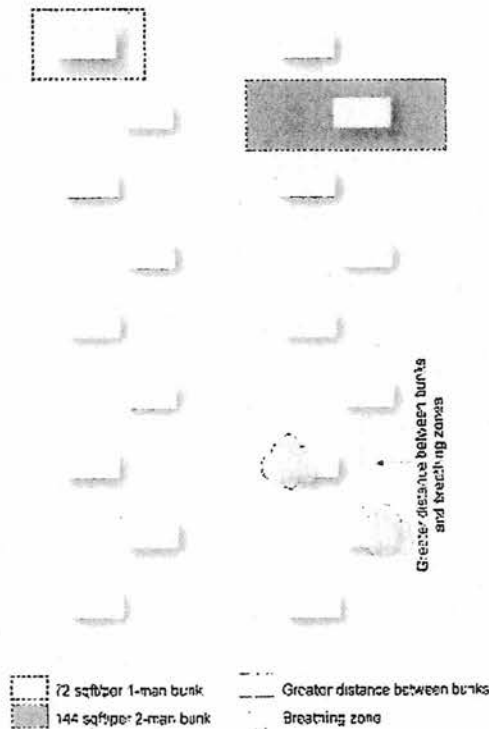 Greater distance between bunks
and breathing zones
72 sqft/per 1-man bunk
144 sqft/per 2-man bunk
Greater distance between bunks
Breathing zone